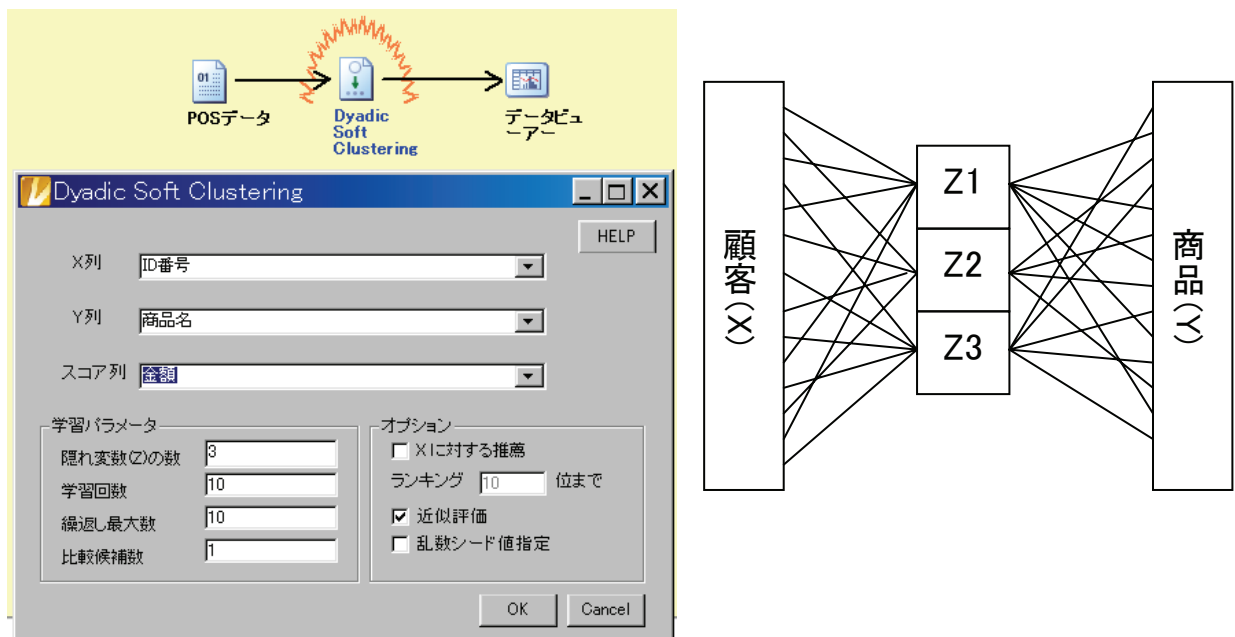 01
POSデータ
Dyadic
Soft
Clustering
データビュ
ーアー
Dyadic Soft Clustering
HELP
X列
ID番号
Y列
商品名
スコア列
金額
学習パラメータ
隠れ変数(Z)の数
3
学習回数
10
繰返し最大数
10
比較候補数
1
オプション
Xに対する推薦
ランキング 10 位まで
近似評価
乱数シード値指定
OK
Cancel
顧客(X)
Z1
Z2
Z3
商品(Y)